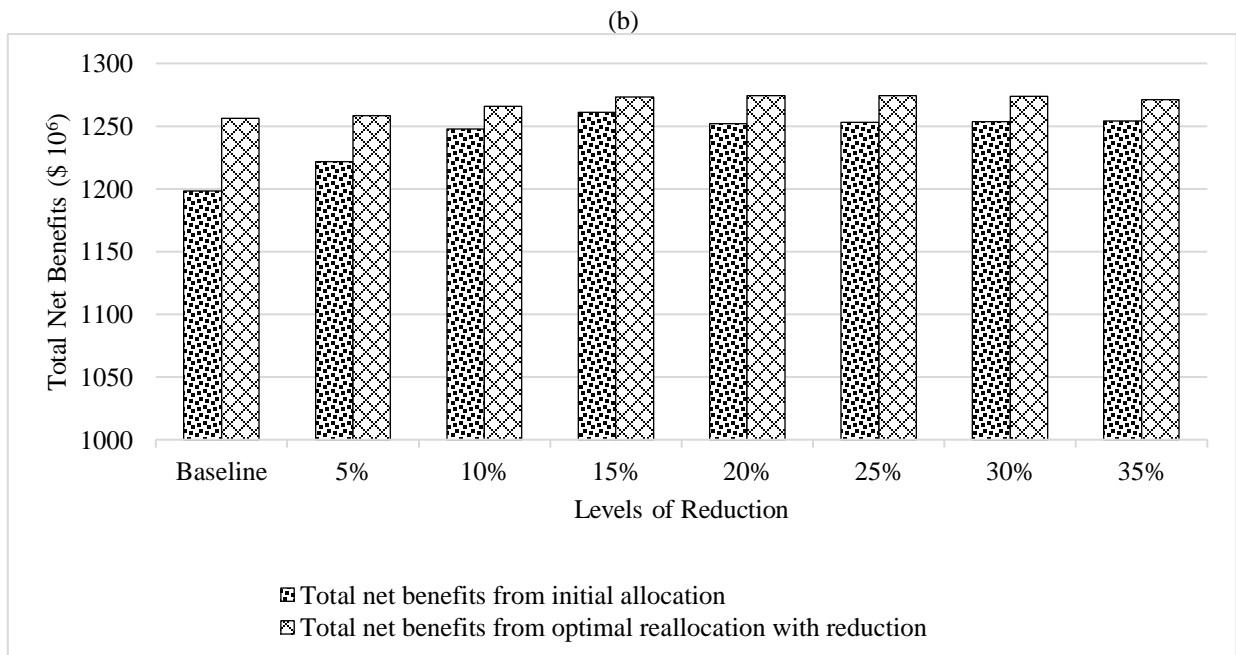 (b)
Total Net Benefits ($ 10⁶)
1300
1250
1200
1150
1100
1050
1000
Baseline 5% 10% 15% 20% 25% 30% 35%
Levels of Reduction
Total net benefits from initial allocation
Total net benefits from optimal reallocation with reduction